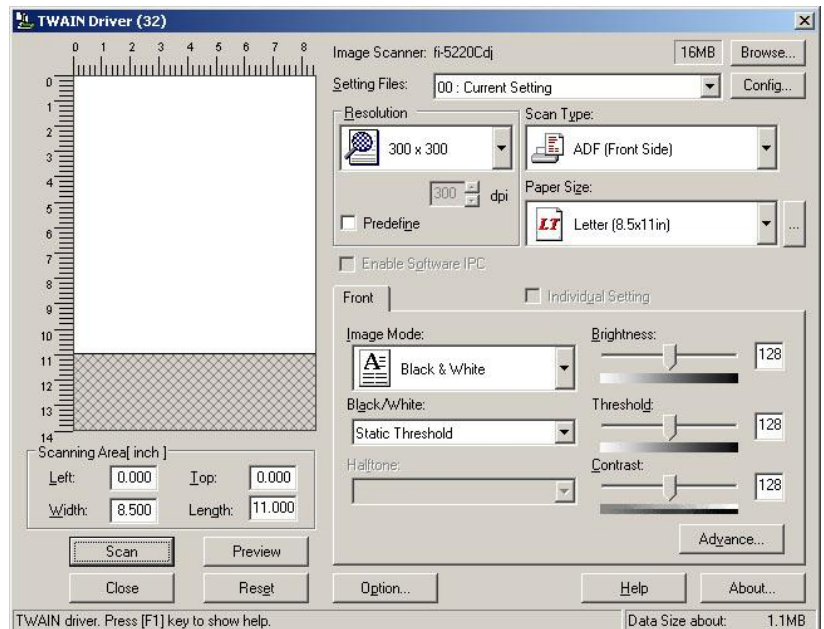 TWAIN Driver (32)
0 1 2 3 4 5 6 7 8
0
1
2
3
4
5
6
7
8
9
10
11
12
13
14
Image Scanner: fi-5220Cdj
16MB
Browse...
Setting Files:
00 : Current Setting
Config...
Resolution
300 x 300
300 dpi
Predefine
Scan Type:
ADF (Front Side)
Paper Size:
LT Letter (8.5x11in)
...
Enable Software IPC
Front
Individual Setting
Image Mode:
A Black & White
Black/White:
Static Threshold
Halftone:
Brightness:
128
Threshold:
128
Contrast:
128
Advance...
Scanning Area[ inch ]
Left: 0.000 Top: 0.000
Width: 8.500 Length: 11.000
Scan Preview
Close Reset Option... Help About...
TWAIN driver. Press [F1] key to show help. Data Size about: 1.1MB